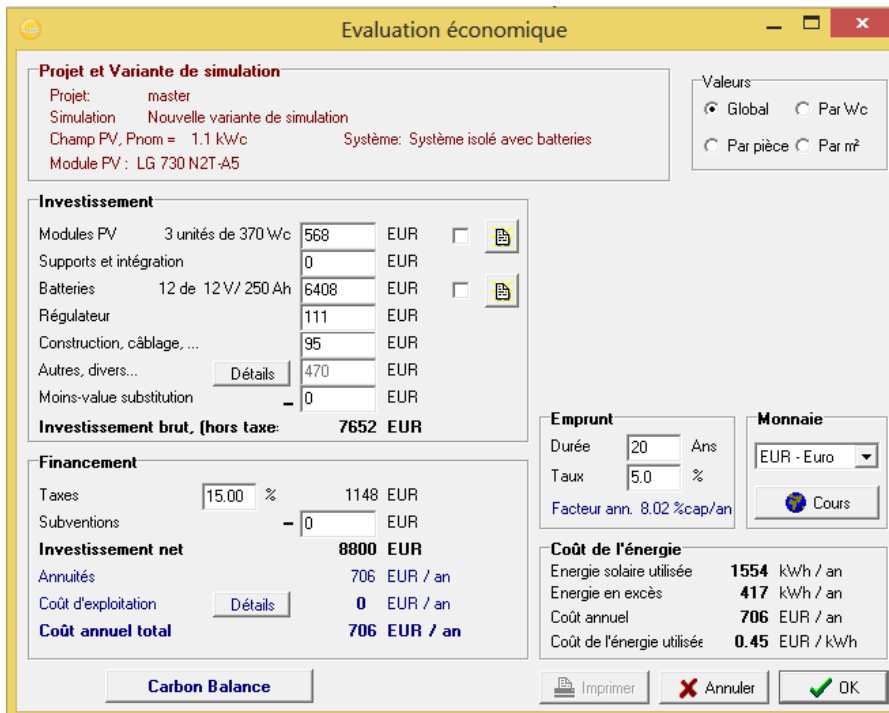 Evaluation économique
Projet et Variante de simulation
Projet: master
Simulation Nouvelle variante de simulation
Champ PV, Pnom = 1.1 kWc Système: Système isolé avec batteries
Module PV : LG 730 N2T-A5
Valeurs
Global Par Wc
Par pièce Par m²
Investissement
Modules PV 3 unités de 370 Wc 568 EUR
Supports et intégration 0 EUR
Batteries 12 de 12 V/ 250 Ah 6408 EUR
Régulateur 111 EUR
Construction, câblage, ... 95 EUR
Autres, divers... Détails 470 EUR
Moins-value substitution - 0 EUR
Investissement brut, (hors taxe: 7652 EUR
Financement
Taxes 15.00 % 1148 EUR
Subventions - 0 EUR
Investissement net 8800 EUR
Annuités 706 EUR / an
Coût d'exploitation Détails 0 EUR / an
Coût annuel total 706 EUR / an
Carbon Balance
Emprunt
Durée 20 Ans
Taux 5.0 %
Facteur ann. 8.02 %cap/an
Monnaie
EUR - Euro
Cours
Coût de l'énergie
Energie solaire utilisée 1554 kWh / an
Energie en excès 417 kWh / an
Coût annuel 706 EUR / an
Coût de l'énergie utilisée 0.45 EUR / kWh
Imprimer Annuler OK